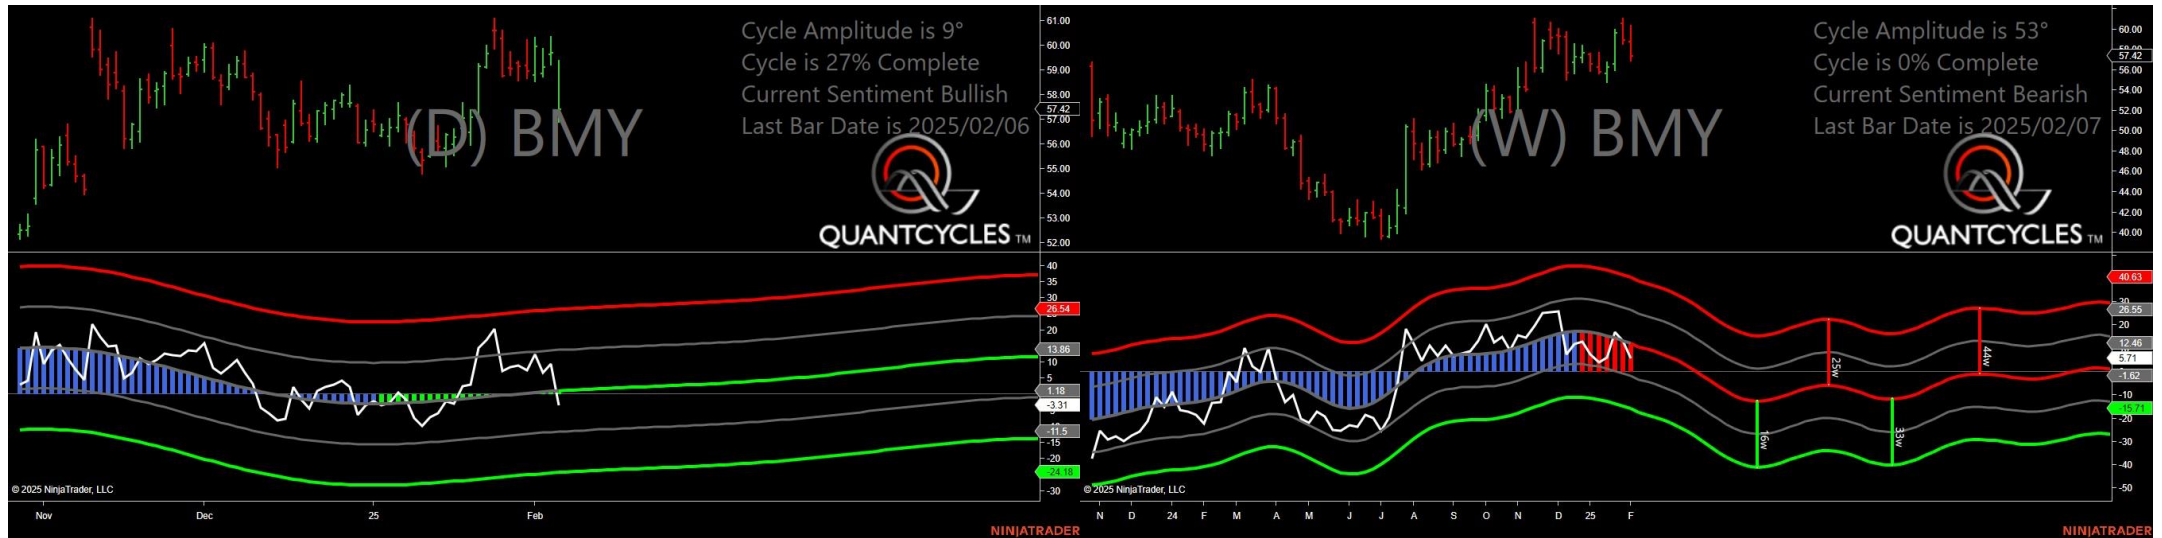 Cycle Amplitude is 9°
Cycle is 27% Complete
Current Sentiment Bullish
Last Bar Date is 2025/02/06
(D) BMY
QUANTCYCLES TM
61.00
60.00
59.00
58.00
57.42
57.00
56.00
55.00
54.00
53.00
52.00
40
35
30
26.54
20
13.86
10
5
1.18
-3.31
-11.5
-15
-20
-24.18
-30
© 2025 NinjaTrader, LLC
Nov Dec 25 Feb
NINJATRADER
Cycle Amplitude is 53°
Cycle is 0% Complete
Current Sentiment Bearish
Last Bar Date is 2025/02/07
(W) BMY
QUANTCYCLES TM
60.00
57.42
56.00
54.00
52.00
50.00
48.00
46.00
44.00
42.00
40.00
40.63
26.55
20
12.46
5.71
-1.62
-10
-15.71
-20
-30
-40
-50
16w
25w
33w
44w
© 2025 NinjaTrader, LLC
N D 24 F M A M J J A S O N D 25 F
NINJATRADER